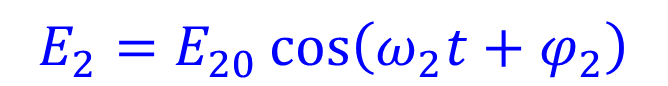 E₂ = E₂₀ cos(ω₂t + φ₂)